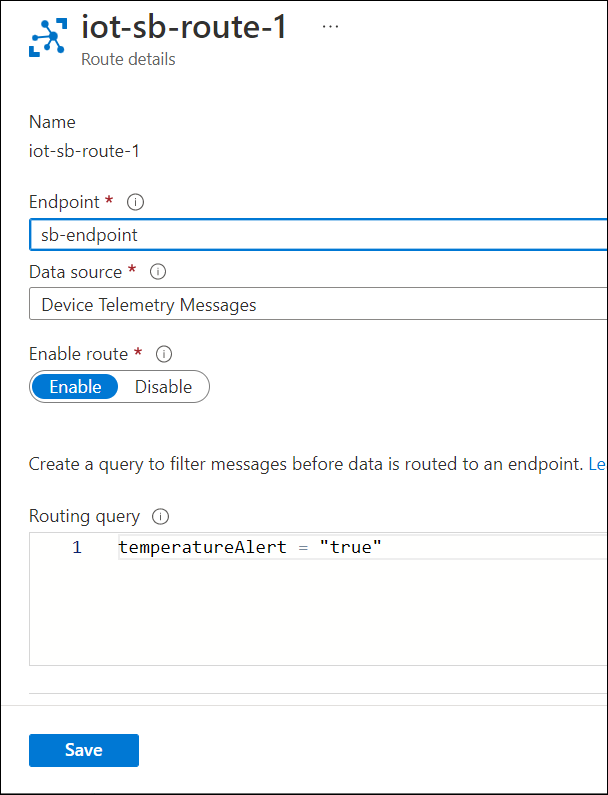 iot-sb-route-1 ...
Route details
Name
iot-sb-route-1
Endpoint *
sb-endpoint
Data source *
Device Telemetry Messages
Enable route *
Enable Disable
Create a query to filter messages before data is routed to an endpoint. Le
Routing query
1 temperatureAlert = "true"
Save